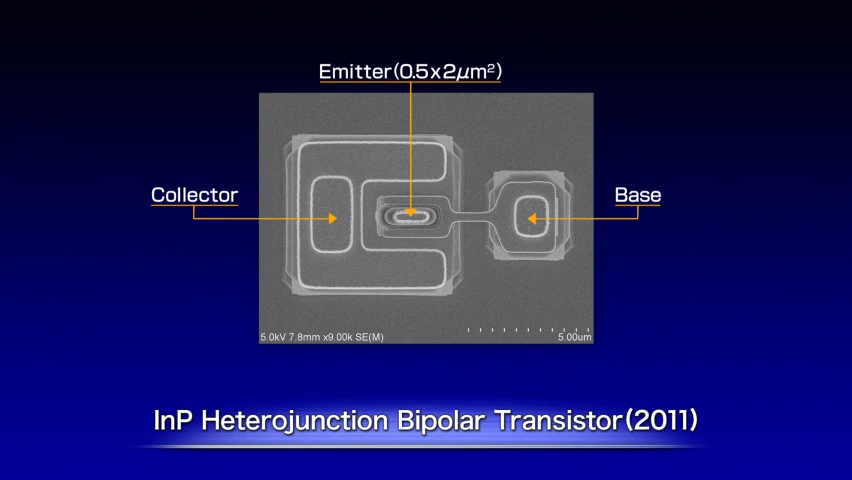 Emitter(0.5x2μm²)
Collector
Base
5.0kV 7.8mm x9.00k SE(M)
5.00um
InP Heterojunction Bipolar Transistor(2011)